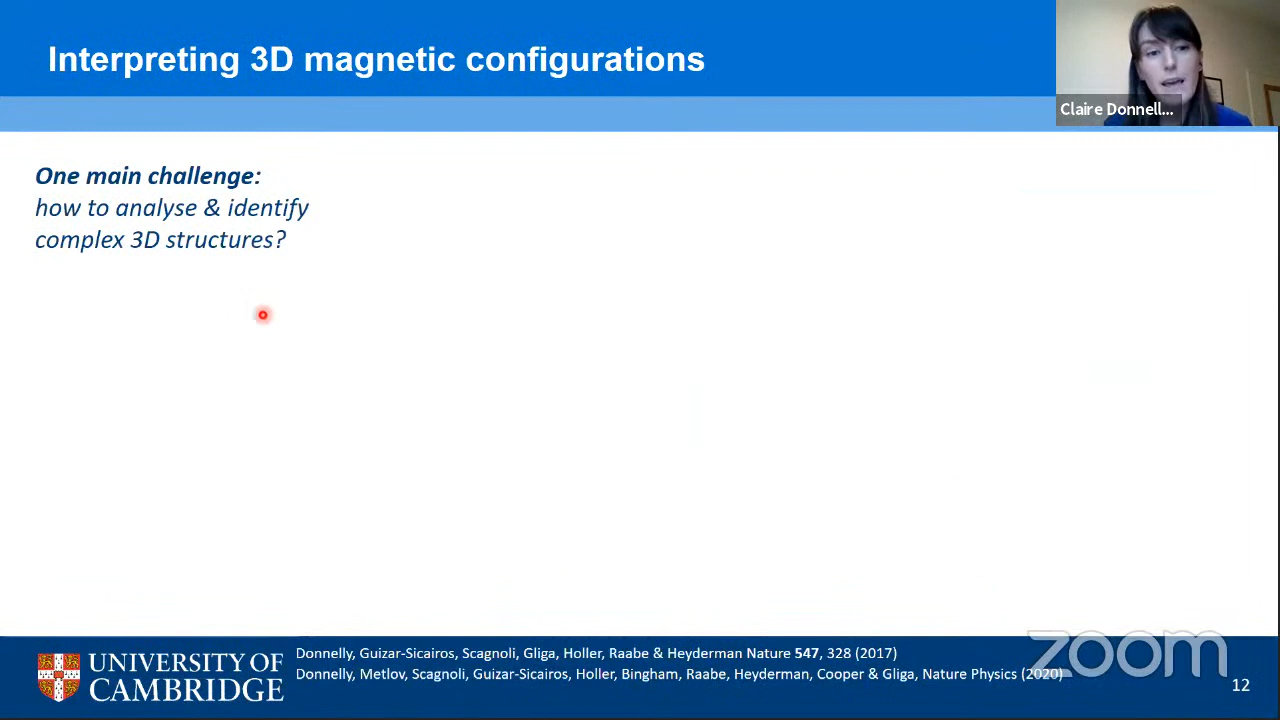 Interpreting 3D magnetic configurations
Claire Donnell...
One main challenge:
how to analyse & identify
complex 3D structures?
UNIVERSITY OF
CAMBRIDGE
Donnelly, Guizar-Sicairos, Scagnoli, Gliga, Holler, Raabe & Heyderman Nature 547, 328 (2017)
Donnelly, Metlov, Scagnoli, Guizar-Sicairos, Holler, Bingham, Raabe, Heyderman, Cooper & Gliga, Nature Physics (2020)
zoom
12